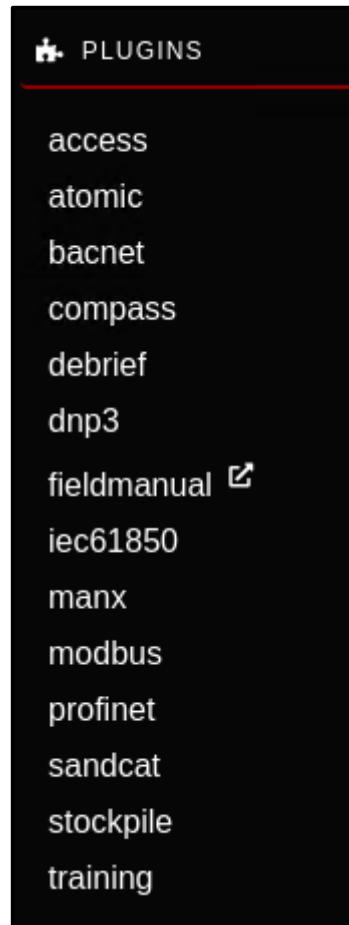 PLUGINS
access
atomic
bacnet
compass
debrief
dnp3
fieldmanual
iec61850
manx
modbus
profinet
sandcat
stockpile
training